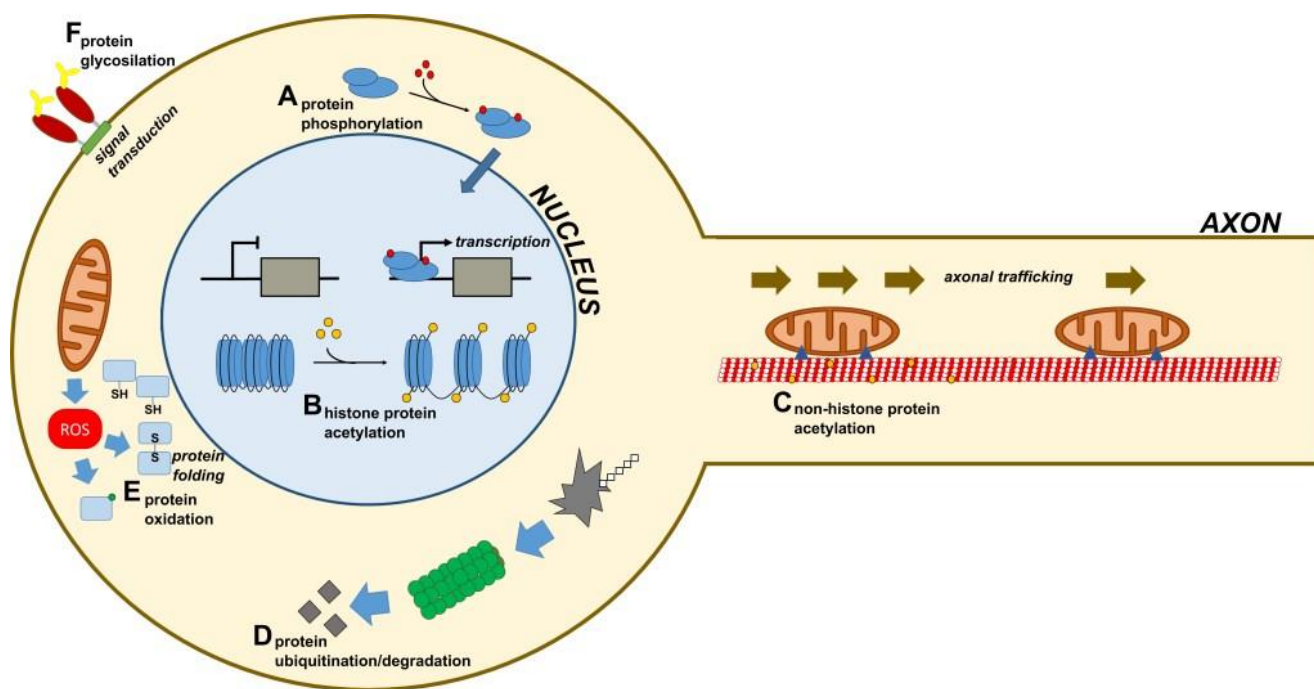 F protein
glycosilation
signal
transduction
A protein
phosphorylation
NUCLEUS
transcription
B histone protein
acetylation
AXON
axonal trafficking
C non-histone protein
acetylation
SH
SH
ROS
S
S
protein
folding
E protein
oxidation
D protein
ubiquitination/degradation